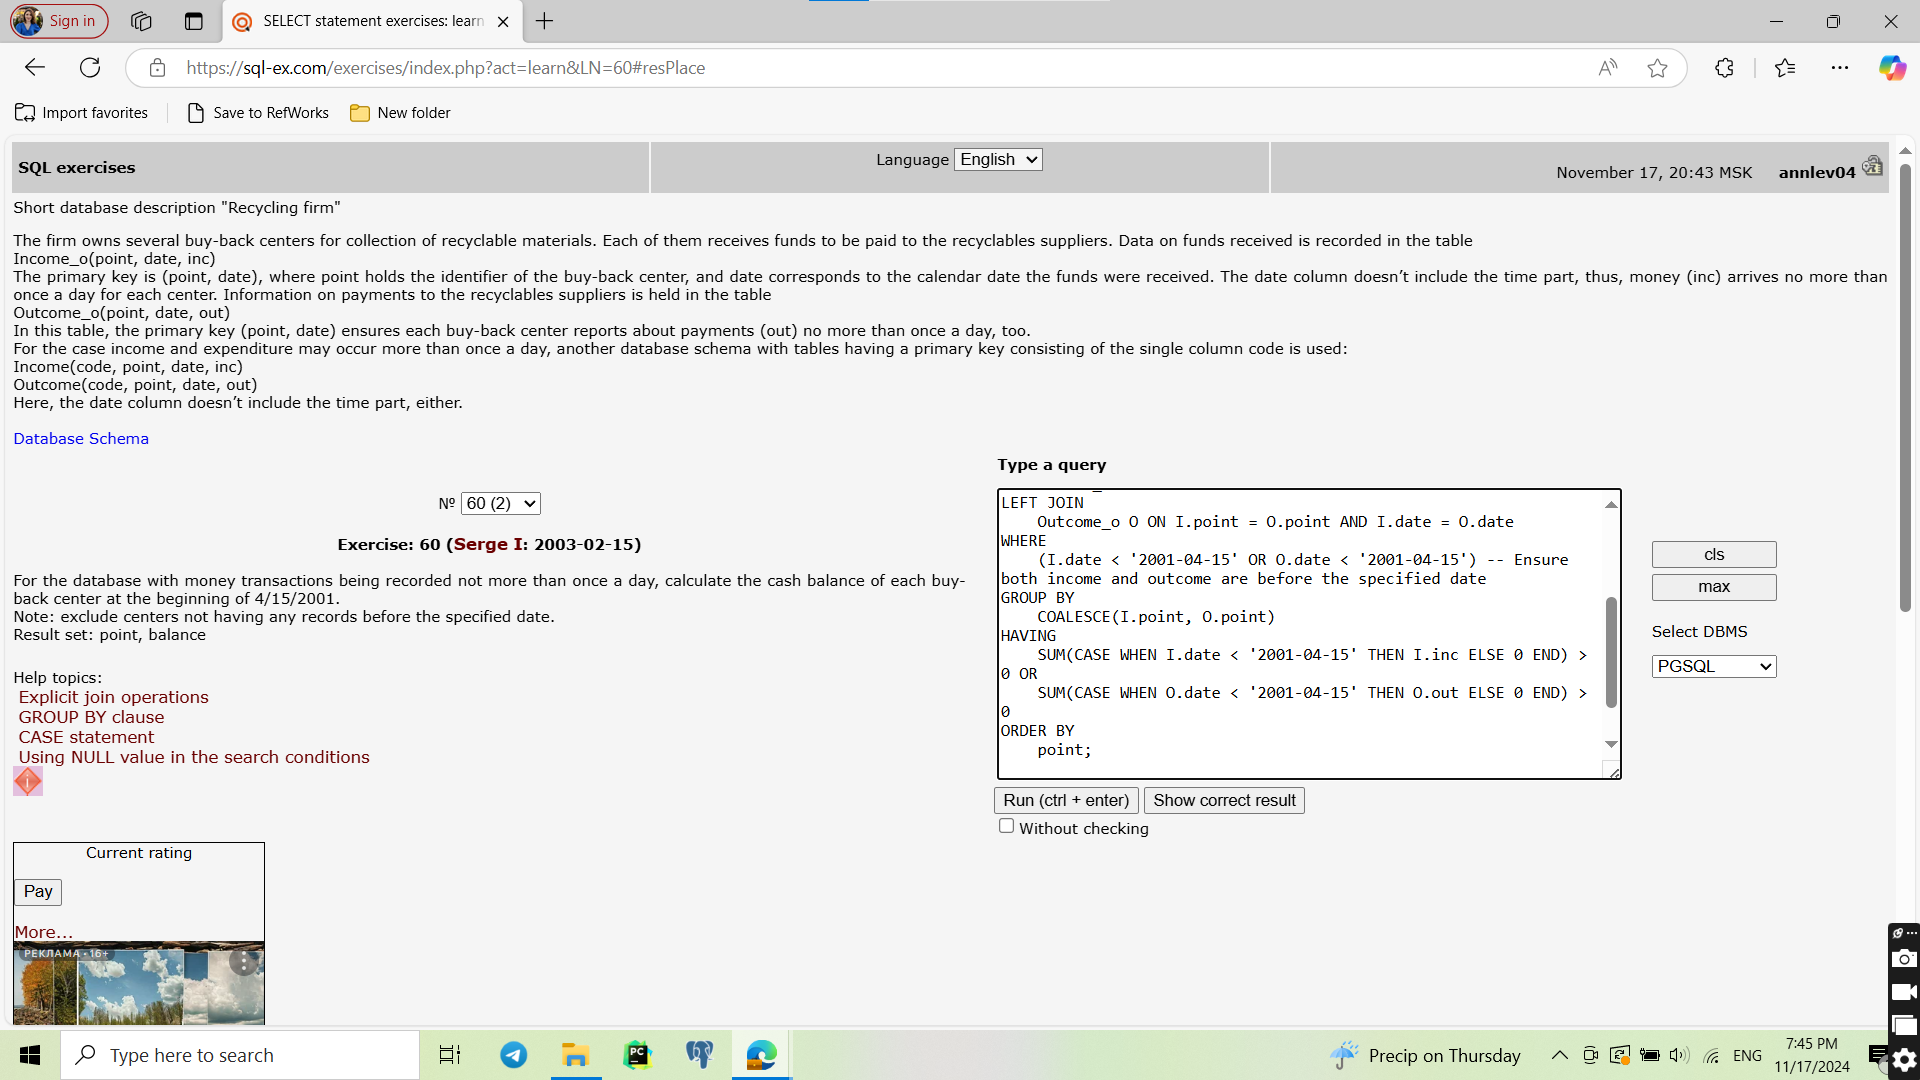 Sign in
SELECT statement exercises: learn
https://sql-ex.com/exercises/index.php?act=learn&LN=60#resPlace
Import favorites
Save to RefWorks
New folder
SQL exercises
Language English
November 17, 20:43 MSK annlev04
Short database description "Recycling firm"
The firm owns several buy-back centers for collection of recyclable materials. Each of them receives funds to be paid to the recyclables suppliers. Data on funds received is recorded in the table
Income_o(point, date, inc)
The primary key is (point, date), where point holds the identifier of the buy-back center, and date corresponds to the calendar date the funds were received. The date column doesn’t include the time part, thus, money (inc) arrives no more than
once a day for each center. Information on payments to the recyclables suppliers is held in the table
Outcome_o(point, date, out)
In this table, the primary key (point, date) ensures each buy-back center reports about payments (out) no more than once a day, too.
For the case income and expenditure may occur more than once a day, another database schema with tables having a primary key consisting of the single column code is used:
Income(code, point, date, inc)
Outcome(code, point, date, out)
Here, the date column doesn’t include the time part, either.
Database Schema
№ 60 (2)
Exercise: 60 (Serge I: 2003-02-15)
For the database with money transactions being recorded not more than once a day, calculate the cash balance of each buy-
back center at the beginning of 4/15/2001.
Note: exclude centers not having any records before the specified date.
Result set: point, balance
Help topics:
Explicit join operations
GROUP BY clause
CASE statement
Using NULL value in the search conditions
Type a query
LEFT JOIN
Outcome_o O ON I.point = O.point AND I.date = O.date
WHERE
(I.date < '2001-04-15' OR O.date < '2001-04-15') -- Ensure
both income and outcome are before the specified date
GROUP BY
COALESCE(I.point, O.point)
HAVING
SUM(CASE WHEN I.date < '2001-04-15' THEN I.inc ELSE 0 END) >
0 OR
SUM(CASE WHEN O.date < '2001-04-15' THEN O.out ELSE 0 END) >
0
ORDER BY
point;
cls
max
Select DBMS
PGSQL
Run (ctrl + enter)
Show correct result
Without checking
Current rating
Pay
More...
РЕКЛАМА • 16+
Type here to search
PC
Precip on Thursday
ENG
7:45 PM
11/17/2024